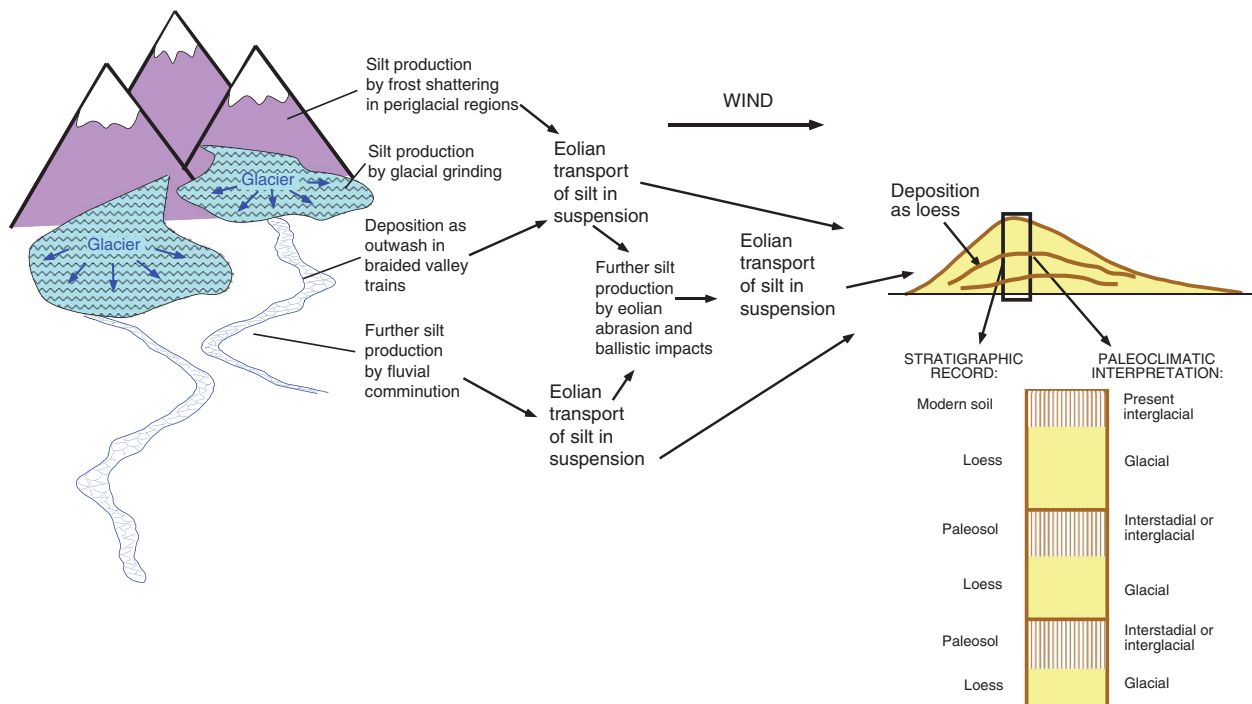 Silt production
by frost shattering
in periglacial regions
WIND
Silt production
by glacial grinding
Eolian
transport
of silt in
suspension
Glacier
Glacier
Deposition as
outwash in
braided valley
trains
Deposition
as loess
Further silt
production
by eolian
abrasion and
ballistic impacts
Eolian
transport
of silt in
suspension
Further silt
production
by fluvial
comminution
Eolian
transport
of silt in
suspension
STRATIGRAPHIC
RECORD:
PALEOCLIMATIC
INTERPRETATION:
Modern soil
Present
interglacial
Loess
Glacial
Paleosol
Interstadial or
interglacial
Loess
Glacial
Paleosol
Interstadial or
interglacial
Loess
Glacial